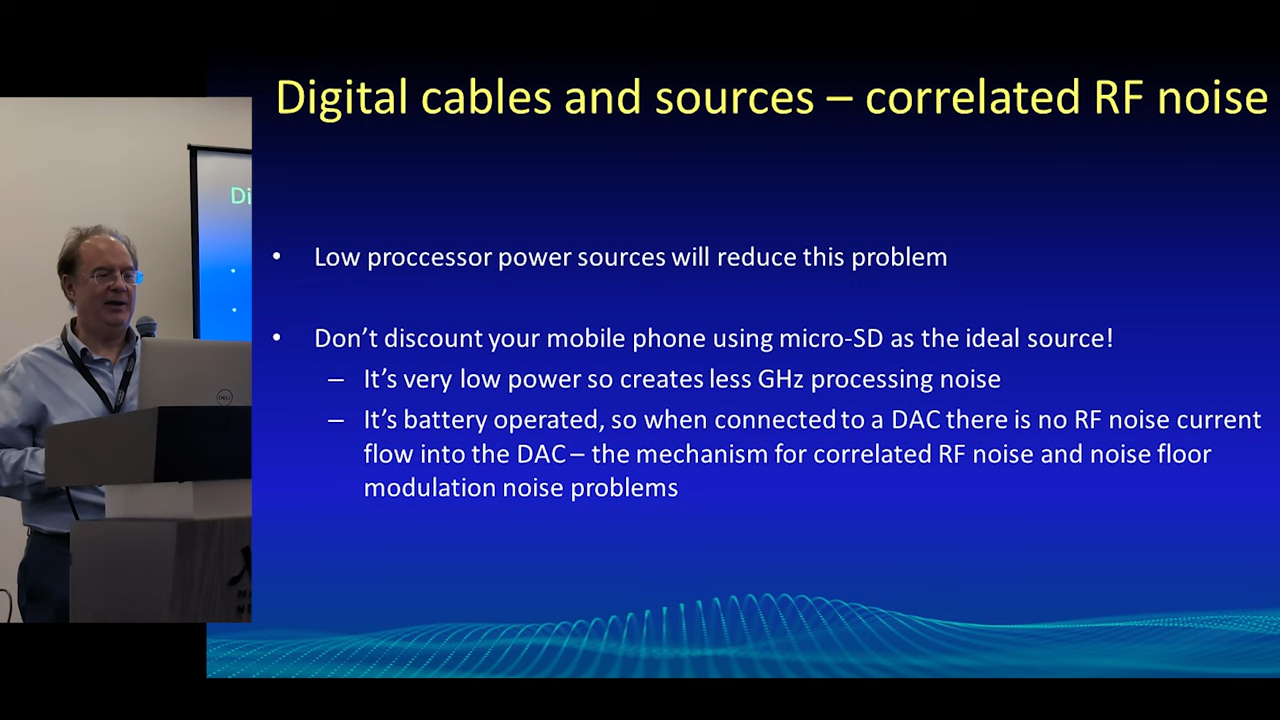 Digital cables and sources – correlated RF noise
• Low proccessor power sources will reduce this problem
• Don't discount your mobile phone using micro-SD as the ideal source!
– It's very low power so creates less GHz processing noise
– It's battery operated, so when connected to a DAC there is no RF noise current
flow into the DAC – the mechanism for correlated RF noise and noise floor
modulation noise problems
Di
DELL